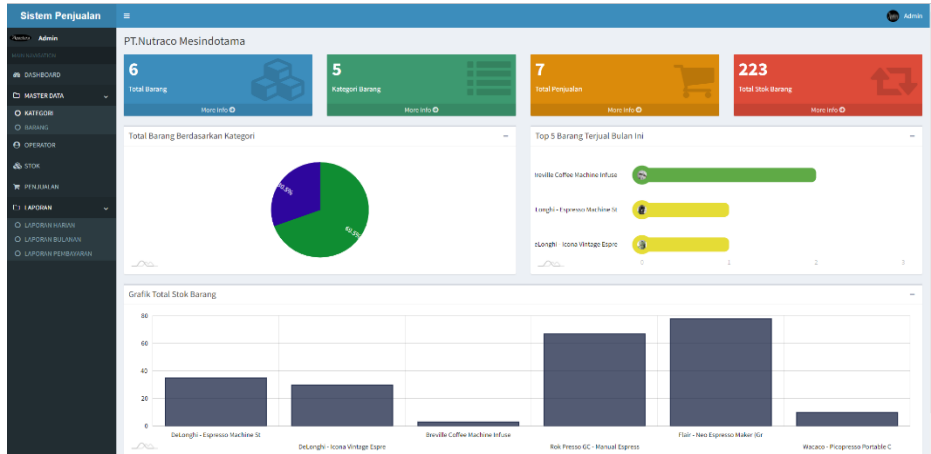 Sistem Penjualan
Admin
Admin
MAIN NAVIGATION
DASHBOARD
MASTER DATA
KATEGORI
BARANG
OPERATOR
STOK
PENJUALAN
LAPORAN
LAPORAN HARIAN
LAPORAN BULANAN
LAPORAN PEMBAYARAN
PT.Nutraco Mesindotama
6
Total Barang
More Info
5
Kategori Barang
More Info
7
Total Penjualan
More Info
223
Total Stok Barang
More Info
Total Barang Berdasarkan Kategori
Top 5 Barang Terjual Bulan Ini
reville Coffee Machine Infuse
Longhi - Espresso Machine St
eLonghi - Icona Vintage Espre
0 1 2 3
Grafik Total Stok Barang
80
60
40
20
0
DeLonghi - Espresso Machine St
DeLonghi - Icona Vintage Espre
Breville Coffee Machine Infuse
Rok Presso GC - Manual Express
Flair - Neo Espresso Maker (Gr
Wacaco - Picopresso Portable C